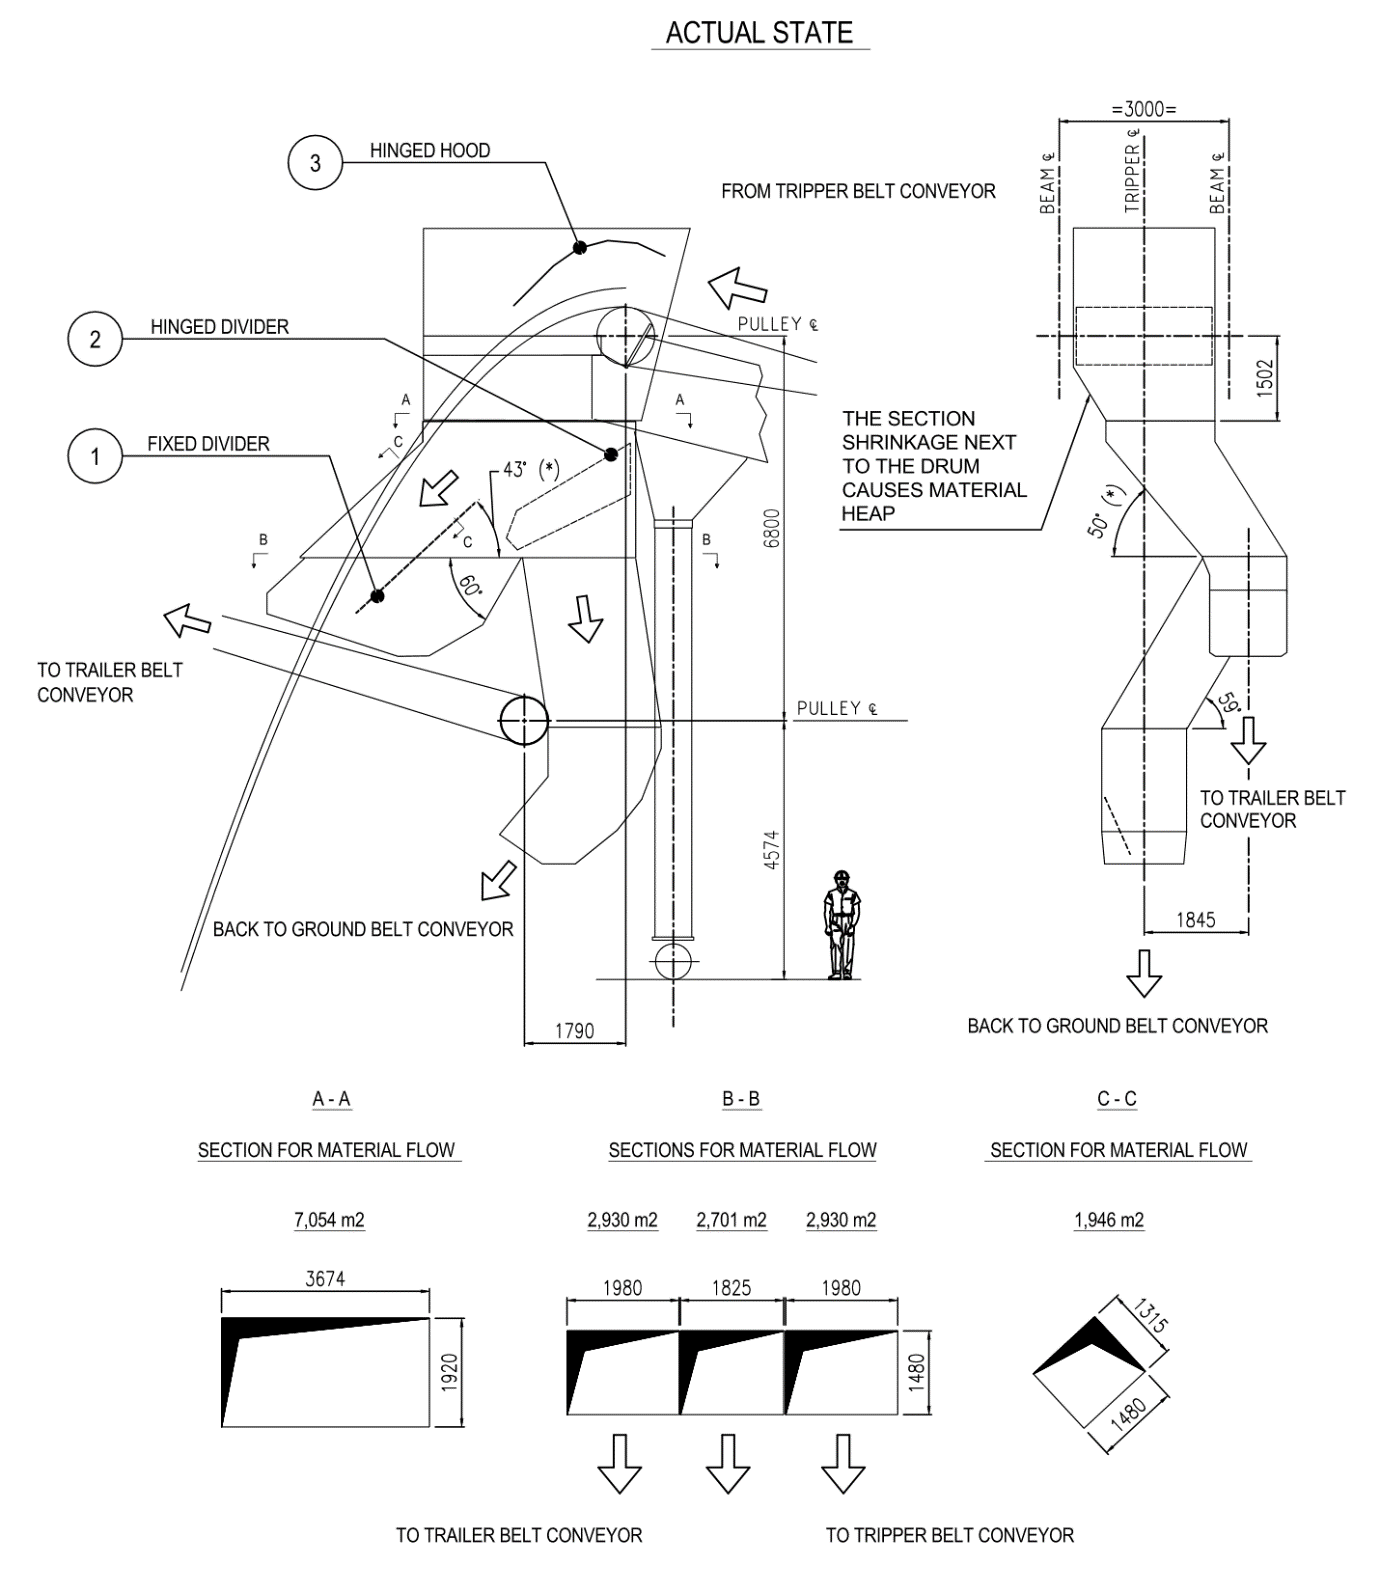 ACTUAL STATE
=3000=
3
HINGED HOOD
FROM TRIPPER BELT CONVEYOR
BEAM ℄
TRIPPER ℄
BEAM ℄
2
HINGED DIVIDER
PULLEY ℄
1502
A
A
1
FIXED DIVIDER
C
43° (*)
THE SECTION
SHRINKAGE NEXT
TO THE DRUM
CAUSES MATERIAL
HEAP
6800
50° (*)
C
B
B
60°
TO TRAILER BELT
CONVEYOR
PULLEY ℄
59°
TO TRAILER BELT
CONVEYOR
4574
BACK TO GROUND BELT CONVEYOR
1845
1790
BACK TO GROUND BELT CONVEYOR
A - A
B - B
C - C
SECTION FOR MATERIAL FLOW
SECTIONS FOR MATERIAL FLOW
SECTION FOR MATERIAL FLOW
7,054 m2
2,930 m2
2,701 m2
2,930 m2
1,946 m2
3674
1980
1825
1980
1315
1920
1480
1480
TO TRAILER BELT CONVEYOR
TO TRIPPER BELT CONVEYOR